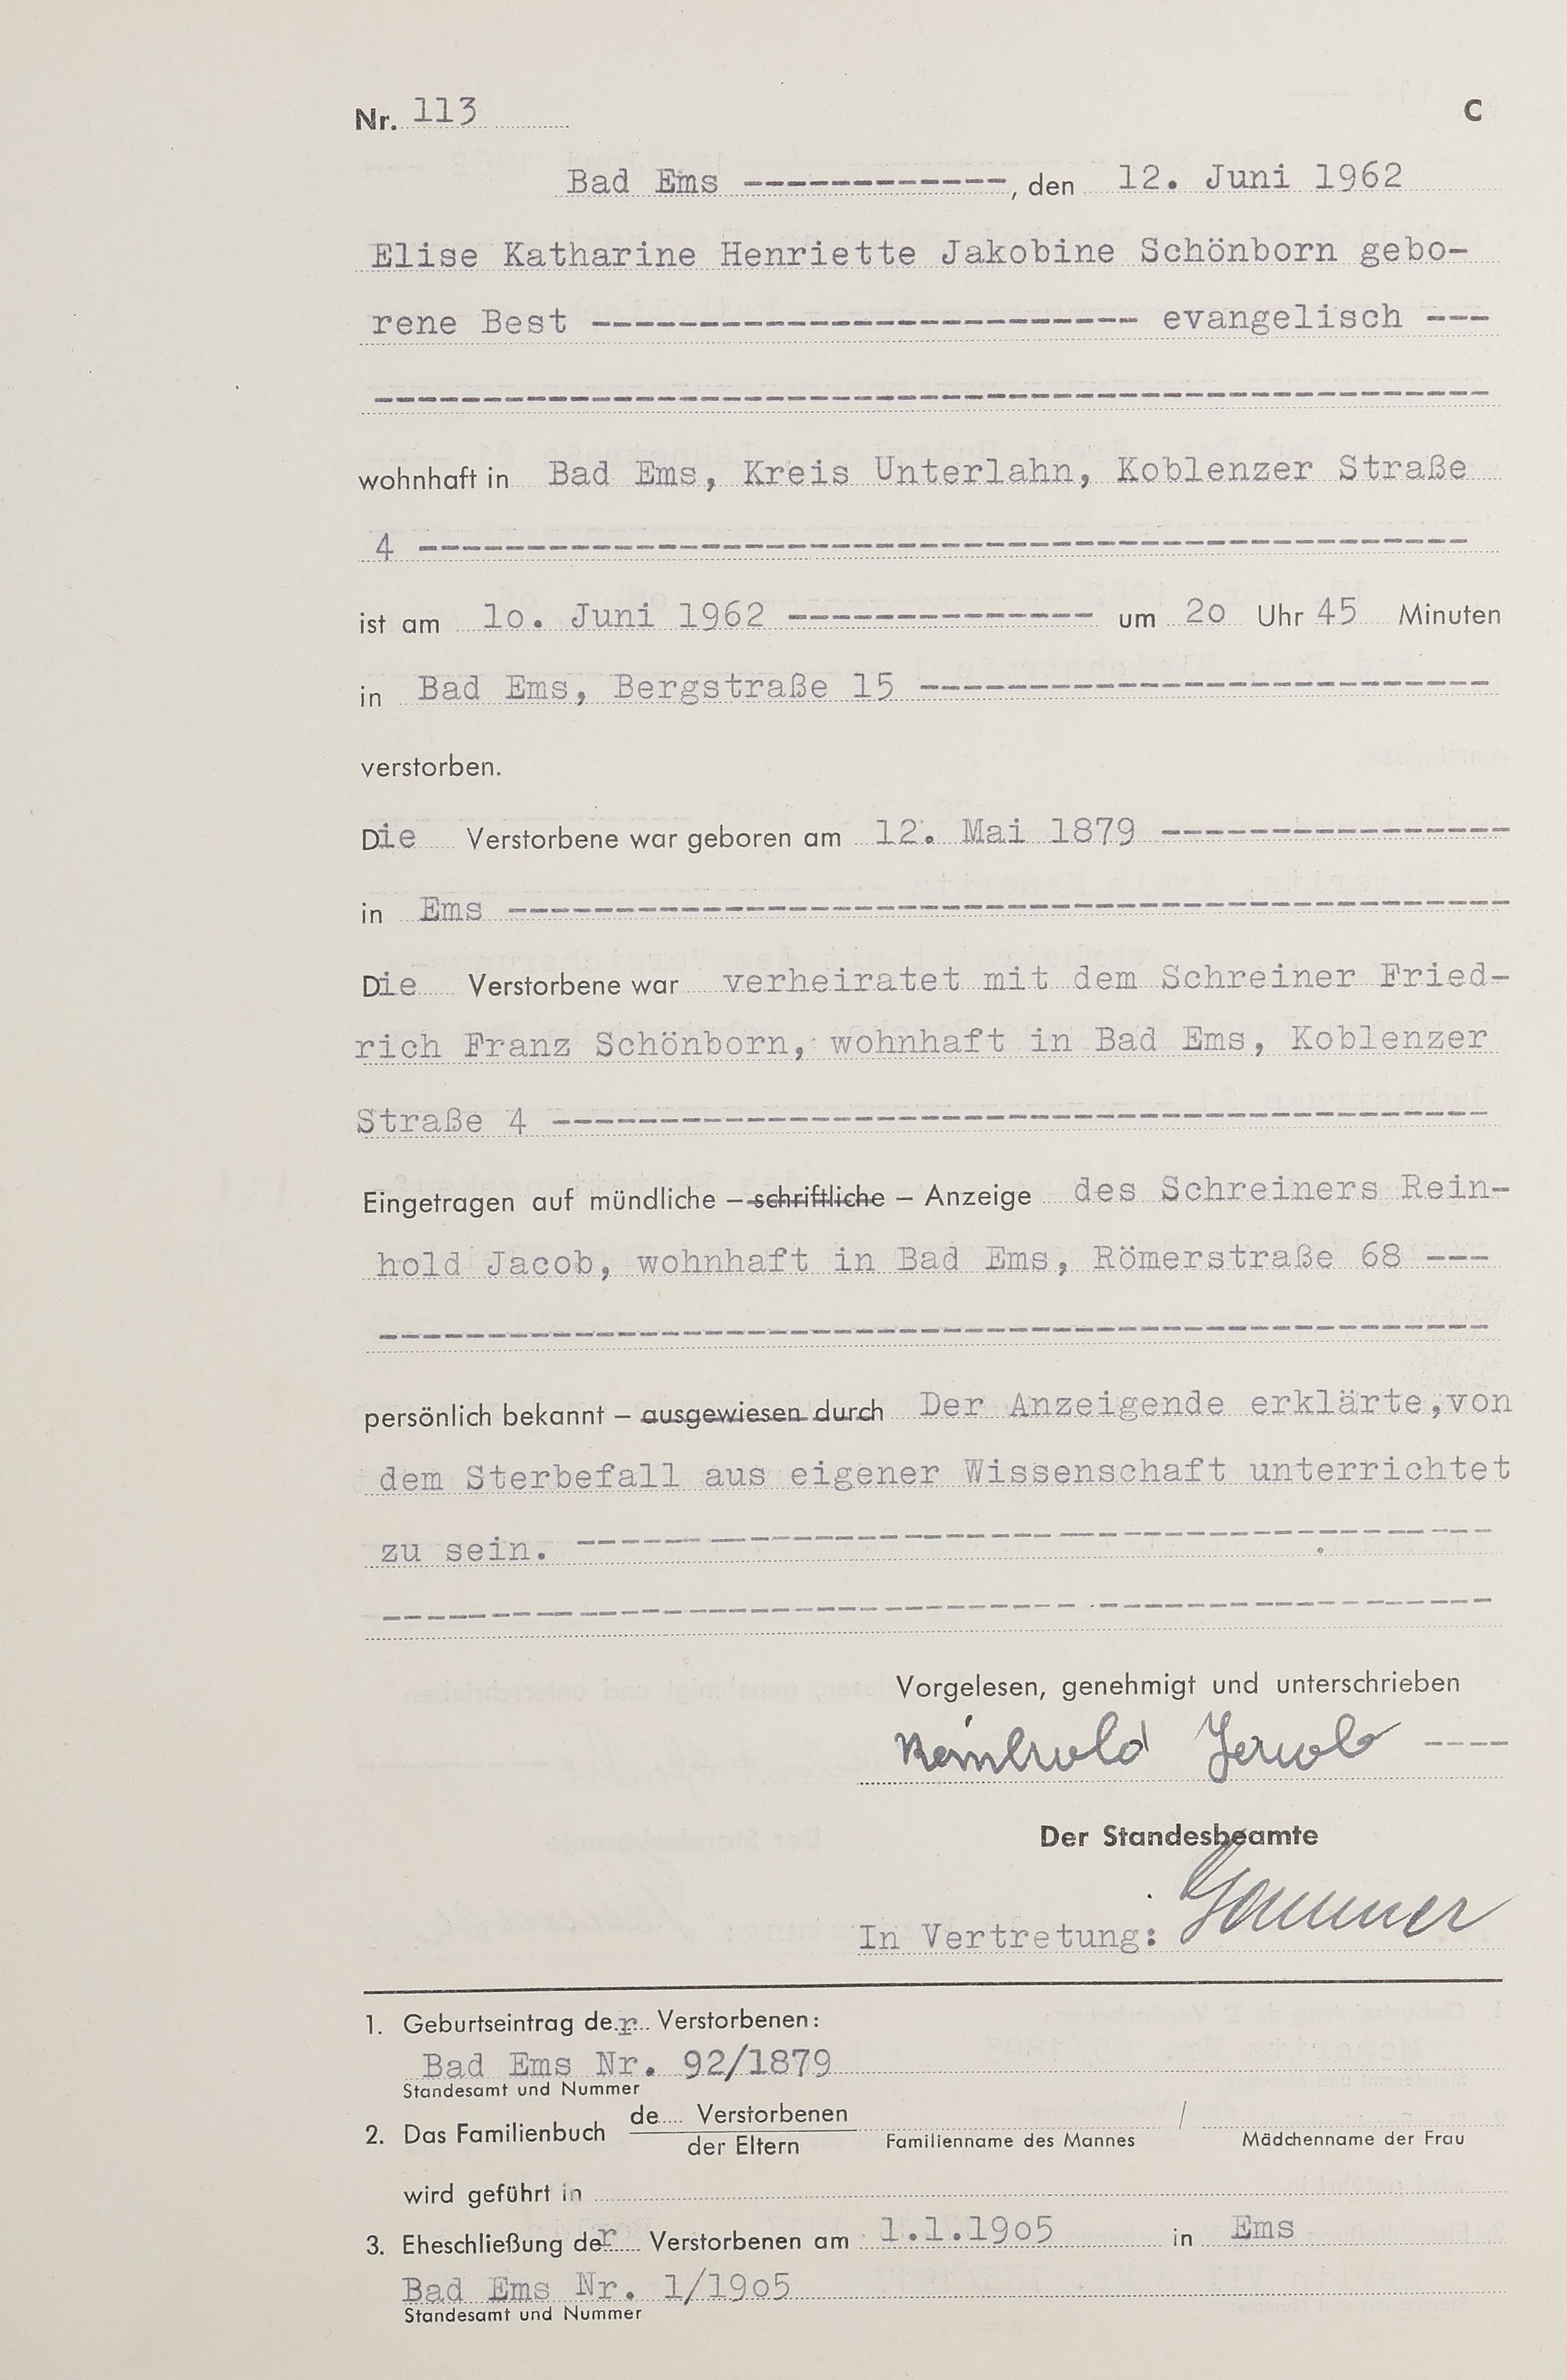 Nr. 113 C
Bad Ems ------------, den 12. Juni 1962
Elise Katharine Henriette Jakobine Schönborn gebo-
rene Best ------------------------- evangelisch ---
---------------------------------------------------
wohnhaft in Bad Ems, Kreis Unterlahn, Koblenzer Straße
4 ------------------------------------------------
ist am 1o. Juni 1962 -------------- um 2o Uhr 45 Minuten
in Bad Ems, Bergstraße 15 --------------------------
verstorben.
Die Verstorbene war geboren am 12. Mai 1879 ----------------
in Ems ----------------------------------------------
Die Verstorbene war verheiratet mit dem Schreiner Fried-
rich Franz Schönborn, wohnhaft in Bad Ems, Koblenzer
Straße 4 -------------------------------------------
Eingetragen auf mündliche – schriftliche – Anzeige des Schreiners Rein-
hold Jacob, wohnhaft in Bad Ems, Römerstraße 68 ---
---------------------------------------------------
persönlich bekannt – ausgewiesen durch Der Anzeigende erklärte,von
dem Sterbefall aus eigener Wissenschaft unterrichtet
zu sein. ------------------------------------------
---------------------------------------------------
Vorgelesen, genehmigt und unterschrieben
Reinhold Jacob ----
Der Standesbeamte
In Vertretung:
1. Geburtseintrag der Verstorbenen:
Bad Ems Nr. 92/1879
Standesamt und Nummer
2. Das Familienbuch de.... Verstorbenen /
der Eltern Familienname des Mannes Mädchenname der Frau
wird geführt in
3. Eheschließung der Verstorbenen am 1.1.19o5 in Ems
Bad Ems Nr. 1/19o5
Standesamt und Nummer